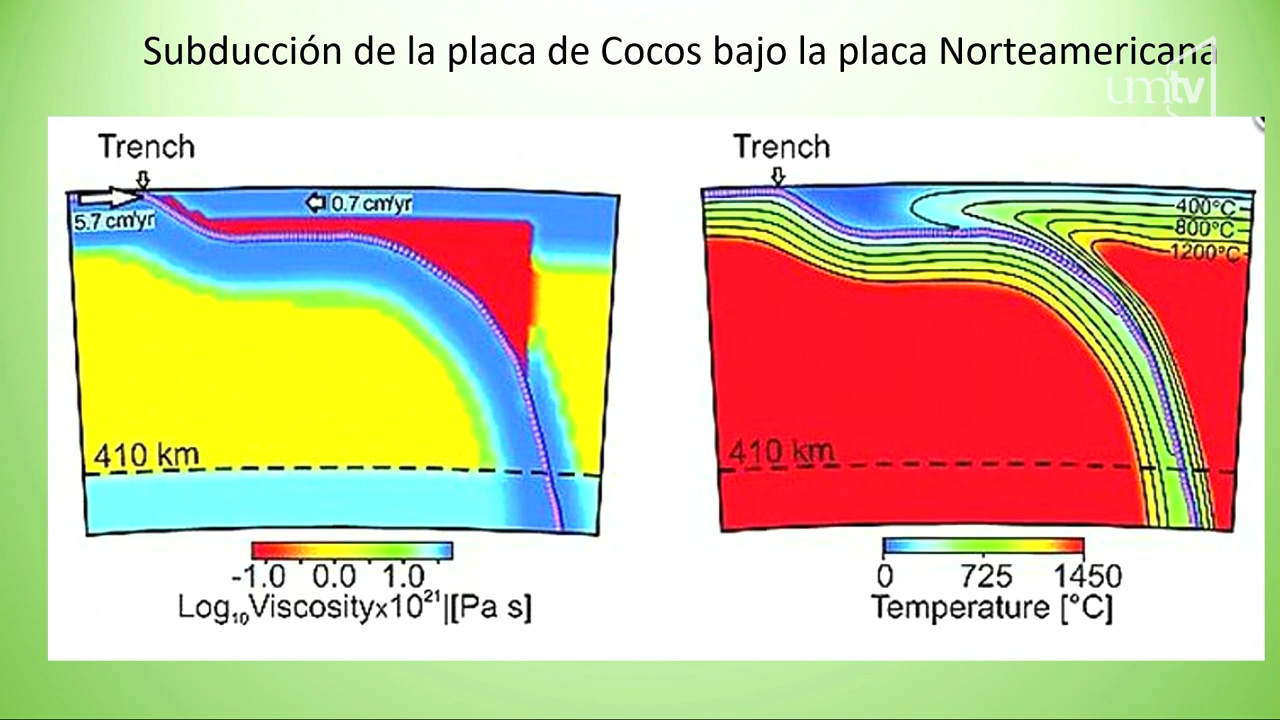 Subducción de la placa de Cocos bajo la placa Norteamericana
umtv
Trench
5.7 cm/yr
0.7 cm/yr
410 km
-1.0 0.0 1.0
Log₁₀Viscosityx10²¹|[Pa s]
Trench
400°C
800°C
1200°C
410 km
0 725 1450
Temperature [°C]